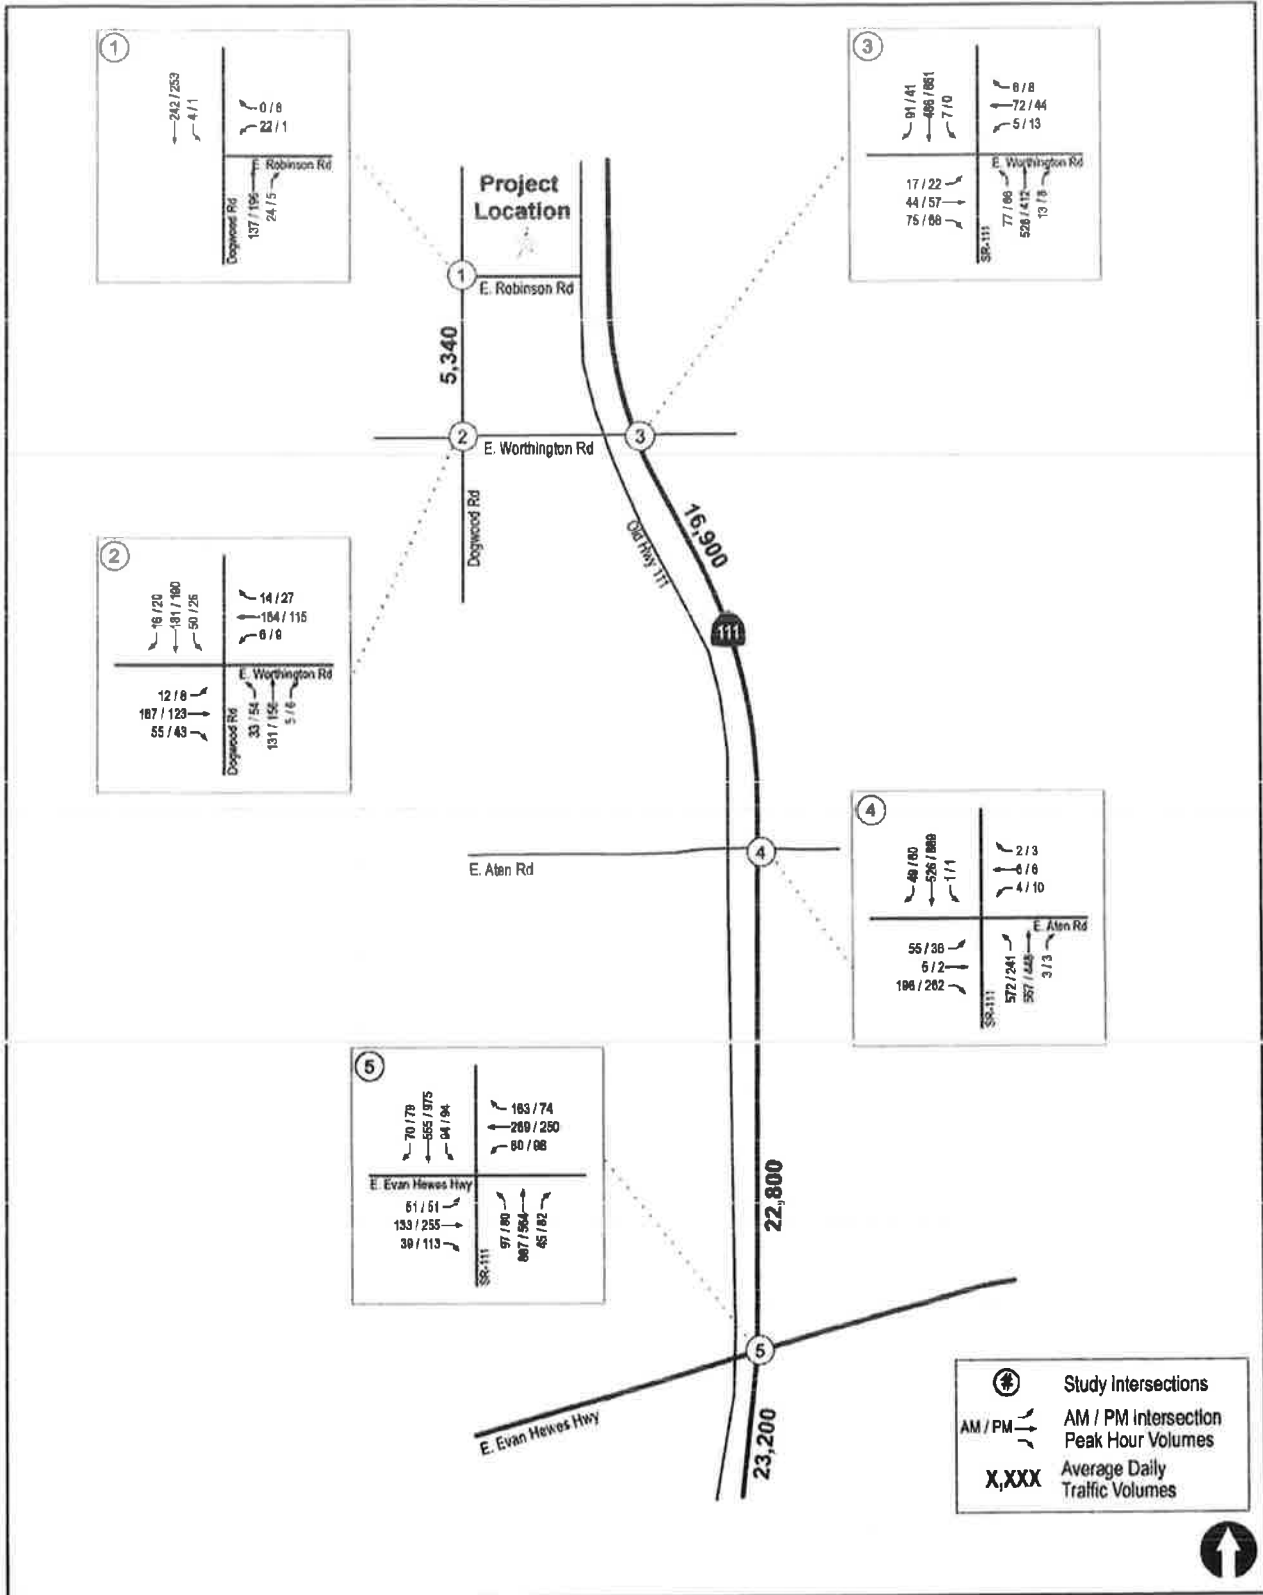 1
242 / 253
4 / 1
0 / 8
22 / 1
E. Robinson Rd
Dogwood Rd
137 / 196
24 / 5
3
91 / 41
486 / 661
7 / 0
8 / 8
72 / 44
5 / 13
E. Worthington Rd
17 / 22
44 / 57
75 / 68
SR-111
77 / 66
526 / 412
13 / 8
Project
Location
1
E. Robinson Rd
5,340
2
E. Worthington Rd
3
Dogwood Rd
Old Hwy 111
16,900
111
2
16 / 20
181 / 190
50 / 26
14 / 27
164 / 115
6 / 9
E. Worthington Rd
12 / 8
187 / 123
55 / 43
Dogwood Rd
33 / 54
131 / 156
5 / 6
E. Aten Rd
4
4
49 / 60
526 / 889
1 / 1
2 / 3
6 / 6
4 / 10
E. Aten Rd
55 / 36
6 / 2
196 / 262
SR-111
572 / 241
557 / 448
3 / 3
5
70 / 79
555 / 975
94 / 94
163 / 74
269 / 250
80 / 98
E. Evan Hewes Hwy
51 / 51
133 / 255
39 / 113
SR-111
97 / 80
887 / 564
45 / 82
22,800
5
E. Evan Hewes Hwy
23,200
# Study Intersections
AM / PM AM / PM Intersection
Peak Hour Volumes
X,XXX Average Daily
Traffic Volumes